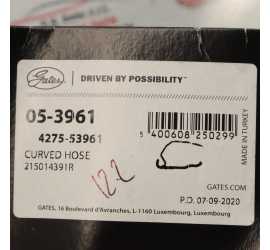 Gates
DRIVEN BY POSSIBILITY™
05-3961
4275-53961
CURVED HOSE
215014391R
5 400608 250299
MADE IN TURKEY
122
GATES.COM
P.D. 07-09-2020
GATES, 16 Boulevard d'Avranches, L-1160 Luxembourg, Luxembourg